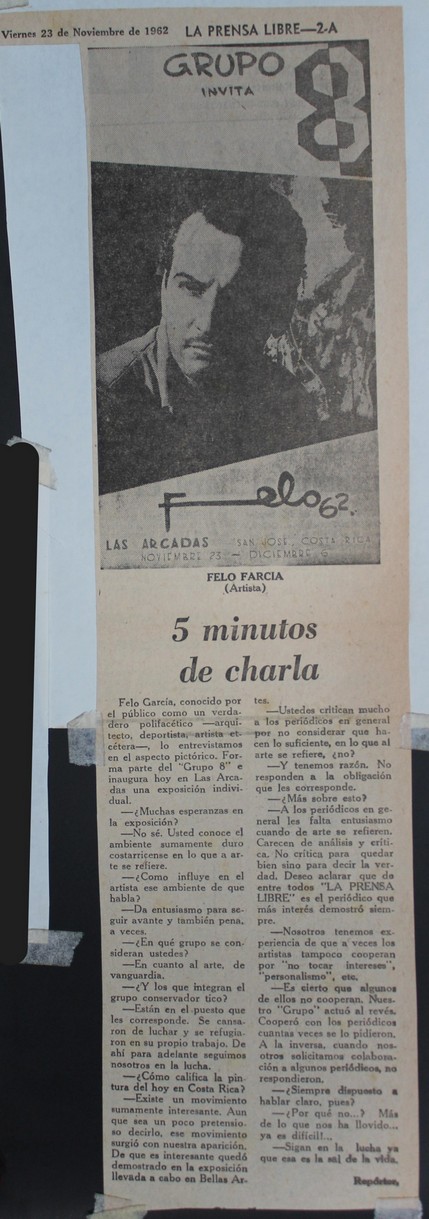 Viernes 23 de Noviembre de 1962 LA PRENSA LIBRE—2-A
GRUPO 8
INVITA
Felo 62.
LAS ARCADAS SAN JOSE, COSTA RICA
NOVIEMBRE 23 — DICIEMBRE 6
FELO FARCIA
(Artista)
5 minutos
de charla
Felo García, conocido por
el público como un verda-
dero polifacético —arqui-
tecto, deportista, artista et-
cétera—, lo entrevistamos
en el aspecto pictórico. For-
ma parte del "Grupo 8" e
inaugura hoy en Las Arca-
das una exposición indivi-
dual.
—¿Muchas esperanzas en
la exposición?
—No sé. Usted conoce el
ambiente sumamente duro
costarricense en lo que a ar-
te se refiere.
—¿Como influye en el
artista ese ambiente de que
habla?
—Da entusiasmo para se-
guir avante y también pena,
a veces.
—¿En qué grupo se con-
sideran ustedes?
—En cuanto al arte, de
vanguardia.
—¿Y los que integran el
grupo conservador tico?
—Están en el puesto que
les corresponde. Se cansa-
ron de luchar y se refugia-
ron en su propio trabajo. De
ahí para adelante seguimos
nosotros en la lucha.
—¿Cómo califica la pin-
tura del hoy en Costa Rica?
—Existe un movimiento
sumamente interesante. Aun
que sea un poco pretensio-
so decirlo, ese movimiento
surgió con nuestra aparición.
De que es interesante quedó
demostrado en la exposición
llevada a cabo en Bellas Ar-
tes.
—Ustedes critican mucho
a los periódicos en general
por no considerar que ha-
cen lo suficiente, en lo que al
arte se refiere, ¿no?
—Y tenemos razón. No
responden a la obligación
que les corresponde.
—¿Más sobre esto?
—A los periódicos en ge-
neral les falta entusiasmo
cuando de arte se refieren.
Carecen de análisis y críti-
ca. No crítica para quedar
bien sino para decir la ver-
dad. Deseo aclarar que de
entre todos "LA PRENSA
LIBRE" es el periódico que
más interés demostró siem-
pre.
—Nosotros tenemos ex-
periencia de que a veces los
artistas tampoco cooperan
por "no tocar intereses",
"personalismo", etc.
—Es cierto que algunos
de ellos no cooperan. Nues-
tro "Grupo" actuó al revés.
Cooperó con los periódicos
cuantas veces se lo pidieron.
A la inversa, cuando nos-
otros solicitamos colabora-
ción a algunos periódicos, no
respondieron.
—¿Siempre dispuesto a
hablar claro, pues?
—¿Por qué no...? Más
de lo que nos ha llovido...
ya es difícil!...
—Sigan en la lucha ya
que esa es la sal de la vida.
Repórter,